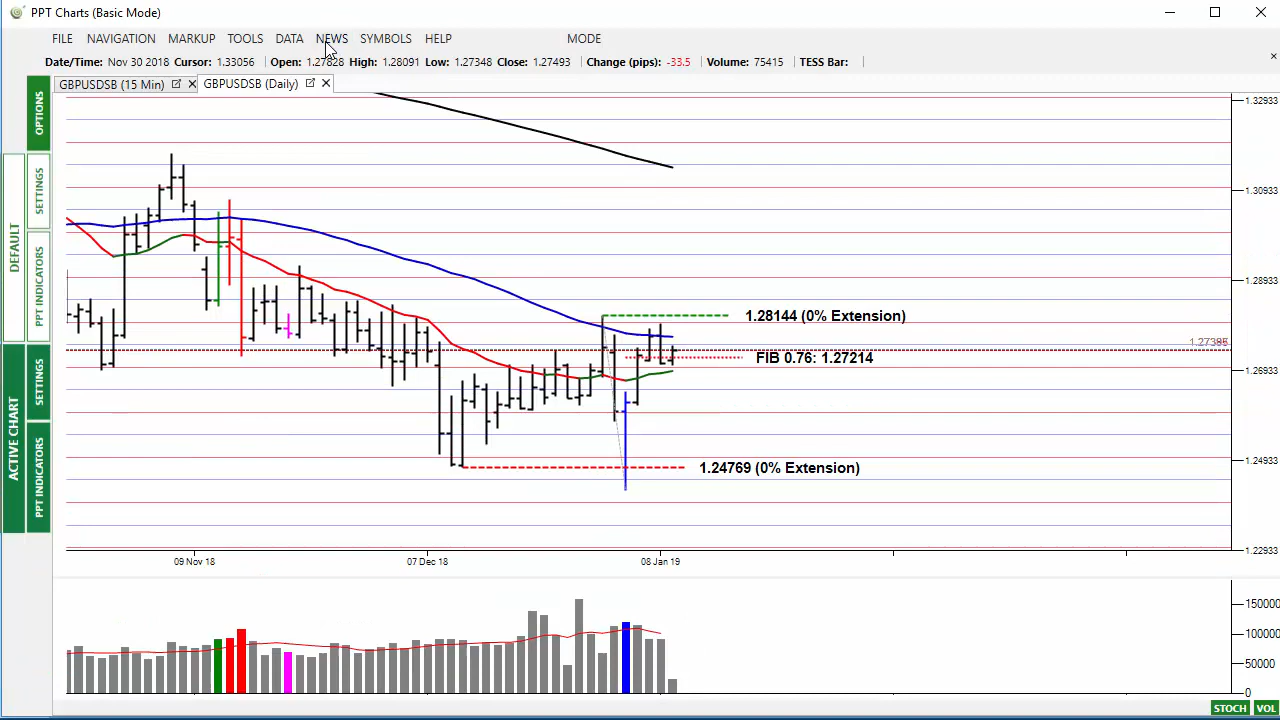 PPT Charts (Basic Mode)
FILE NAVIGATION MARKUP TOOLS DATA NEWS SYMBOLS HELP MODE
Date/Time: Nov 30 2018 Cursor: 1.33056 Open: 1.27828 High: 1.28091 Low: 1.27348 Close: 1.27493 Change (pips): -33.5 Volume: 75415 TESS Bar:
GBPUSDSB (15 Min) GBPUSDSB (Daily)
OPTIONS
SETTINGS
PPT INDICATORS
DEFAULT
SETTINGS
PPT INDICATORS
ACTIVE CHART
1.32933
1.30933
1.28933
1.28144 (0% Extension)
1.27385
FIB 0.76: 1.27214
1.26933
1.24769 (0% Extension)
1.24933
1.22933
09 Nov 18 07 Dec 18 08 Jan 19
150000
100000
50000
0
STOCH VOL